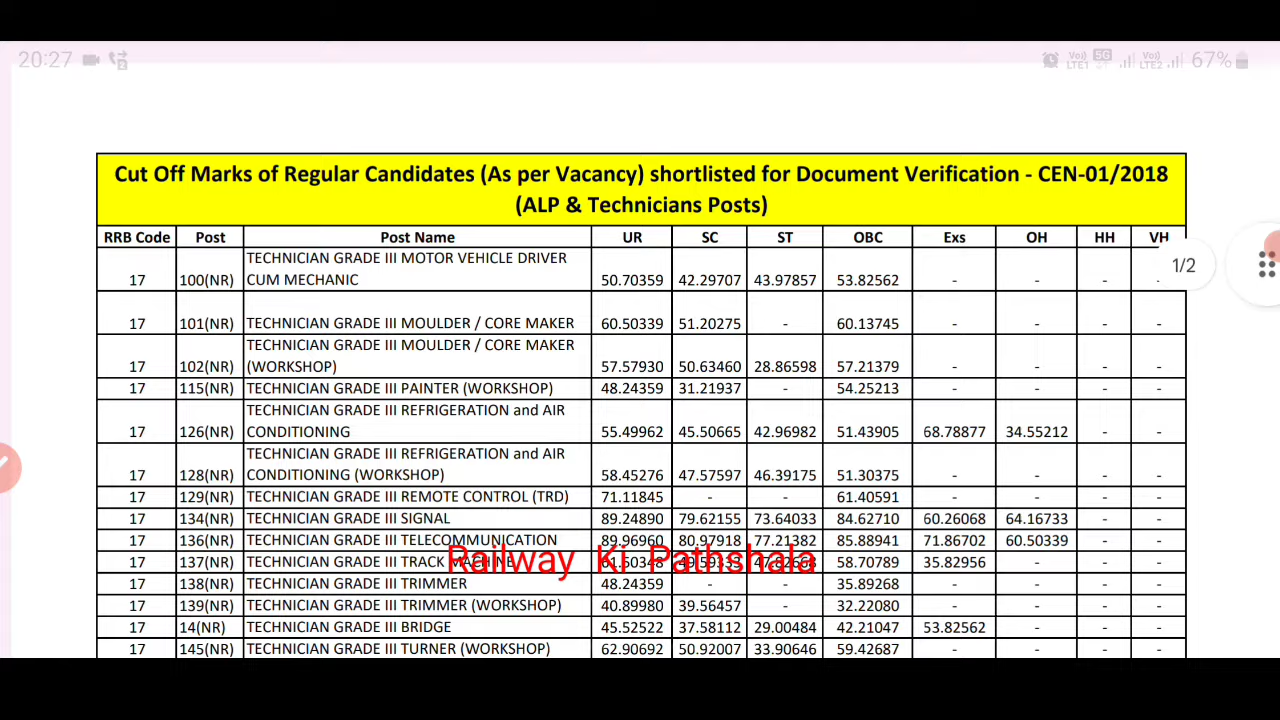 20:27 2 Voj) LTE1 5G Voj) LTE2 67%
Cut Off Marks of Regular Candidates (As per Vacancy) shortlisted for Document Verification - CEN-01/2018
(ALP & Technicians Posts)
RRB Code Post Post Name UR SC ST OBC Exs OH HH VH
1/2
TECHNICIAN GRADE III MOTOR VEHICLE DRIVER
17 100(NR) CUM MECHANIC 50.70359 42.29707 43.97857 53.82562 - - - -
17 101(NR) TECHNICIAN GRADE III MOULDER / CORE MAKER 60.50339 51.20275 - 60.13745 - - - -
TECHNICIAN GRADE III MOULDER / CORE MAKER
17 102(NR) (WORKSHOP) 57.57930 50.63460 28.86598 57.21379 - - - -
17 115(NR) TECHNICIAN GRADE III PAINTER (WORKSHOP) 48.24359 31.21937 - 54.25213 - - - -
TECHNICIAN GRADE III REFRIGERATION and AIR
17 126(NR) CONDITIONING 55.49962 45.50665 42.96982 51.43905 68.78877 34.55212 - -
TECHNICIAN GRADE III REFRIGERATION and AIR
17 128(NR) CONDITIONING (WORKSHOP) 58.45276 47.57597 46.39175 51.30375 - - - -
17 129(NR) TECHNICIAN GRADE III REMOTE CONTROL (TRD) 71.11845 - - 61.40591 - - - -
17 134(NR) TECHNICIAN GRADE III SIGNAL 89.24890 79.62155 73.64033 84.62710 60.26068 64.16733 - -
17 136(NR) TECHNICIAN GRADE III TELECOMMUNICATION 89.96960 80.97918 77.21382 85.88941 71.86702 60.50339 - -
Railway Ki Pathshala
17 137(NR) TECHNICIAN GRADE III TRACK MACHINE 58.70789 35.82956 - - -
17 138(NR) TECHNICIAN GRADE III TRIMMER 48.24359 - - 35.89268 - - - -
17 139(NR) TECHNICIAN GRADE III TRIMMER (WORKSHOP) 40.89980 39.56457 - 32.22080 - - - -
17 14(NR) TECHNICIAN GRADE III BRIDGE 45.52522 37.58112 29.00484 42.21047 53.82562 - - -
17 145(NR) TECHNICIAN GRADE III TURNER (WORKSHOP) 62.90692 50.92007 33.90646 59.42687 - - - -